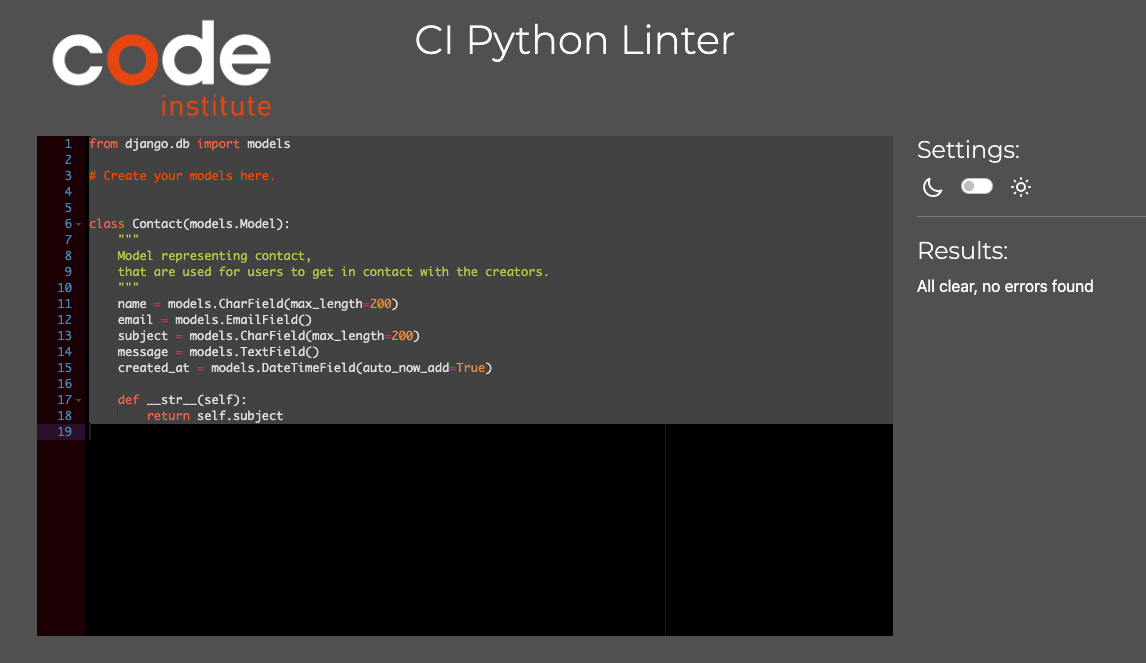 code
institute
CI Python Linter
1 from django.db import models
2
3 # Create your models here.
4
5
6 class Contact(models.Model):
7     """
8     Model representing contact,
9     that are used for users to get in contact with the creators.
10     """
11     name = models.CharField(max_length=200)
12     email = models.EmailField()
13     subject = models.CharField(max_length=200)
14     message = models.TextField()
15     created_at = models.DateTimeField(auto_now_add=True)
16
17     def __str__(self):
18         return self.subject
19
Settings:
Results:
All clear, no errors found